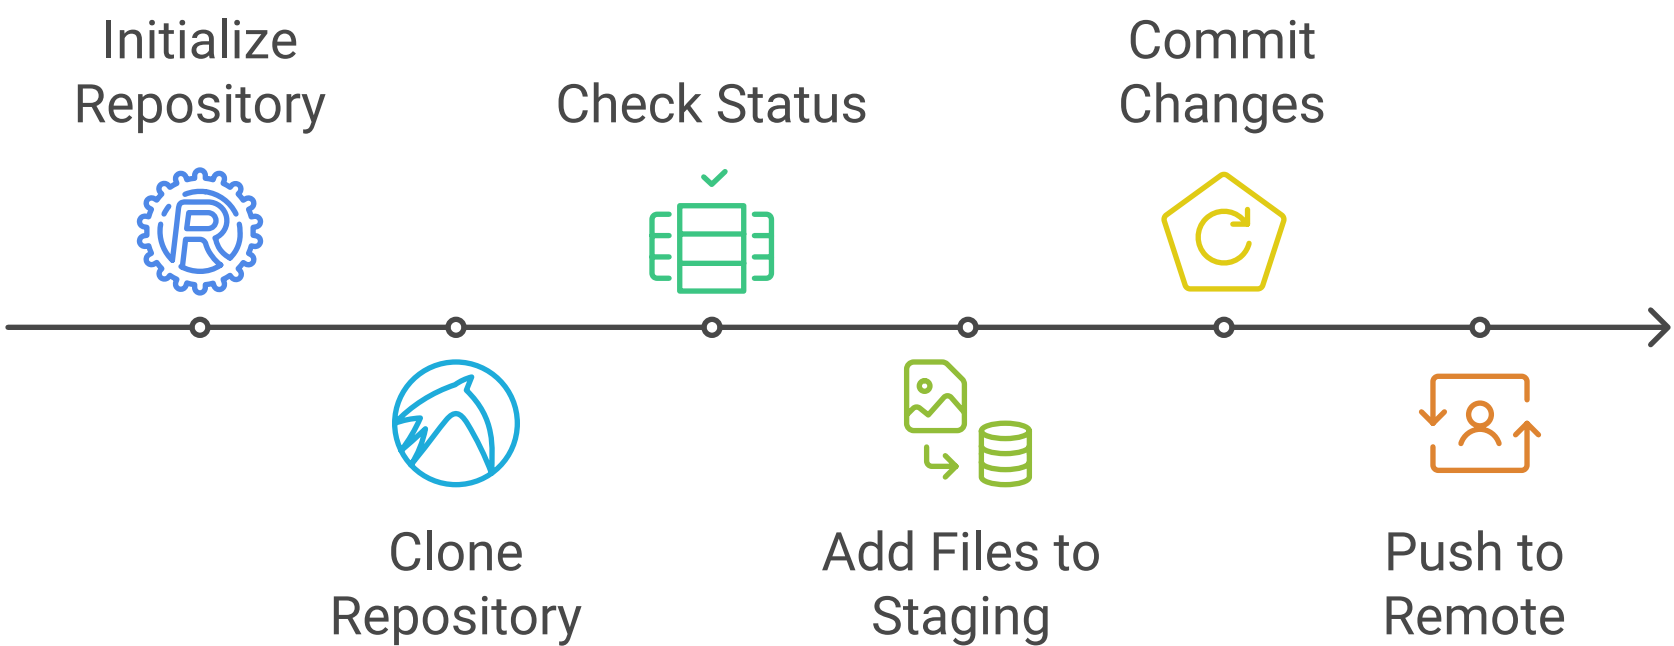 Initialize
Repository
Clone
Repository
Check Status
Add Files to
Staging
Commit
Changes
Push to
Remote